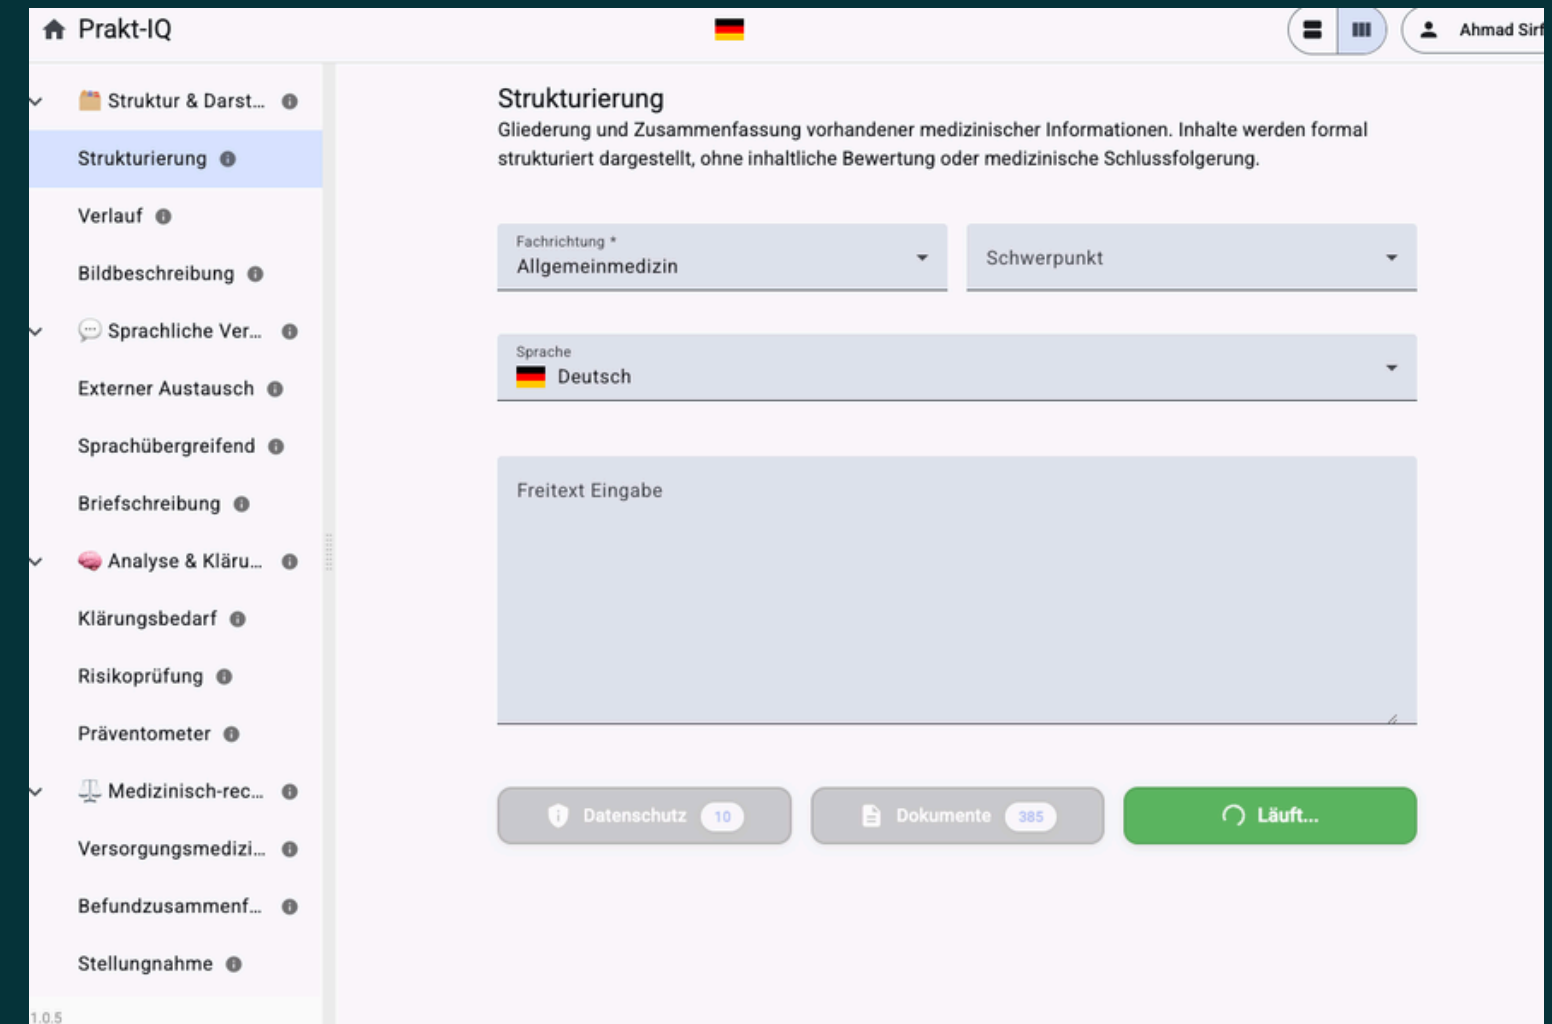 Prakt-IQ
Ahmad Sirf
Struktur & Darst...
Strukturierung
Verlauf
Bildbeschreibung
Sprachliche Ver...
Externer Austausch
Sprachübergreifend
Briefschreibung
Analyse & Kläru...
Klärungsbedarf
Risikoprüfung
Präventometer
Medizinisch-rec...
Versorgungsmedizi...
Befundzusammenf...
Stellungnahme
1.0.5
Strukturierung
Gliederung und Zusammenfassung vorhandener medizinischer Informationen. Inhalte werden formal
strukturiert dargestellt, ohne inhaltliche Bewertung oder medizinische Schlussfolgerung.
Fachrichtung *
Allgemeinmedizin
Schwerpunkt
Sprache
Deutsch
Freitext Eingabe
Datenschutz 10
Dokumente 385
Läuft...